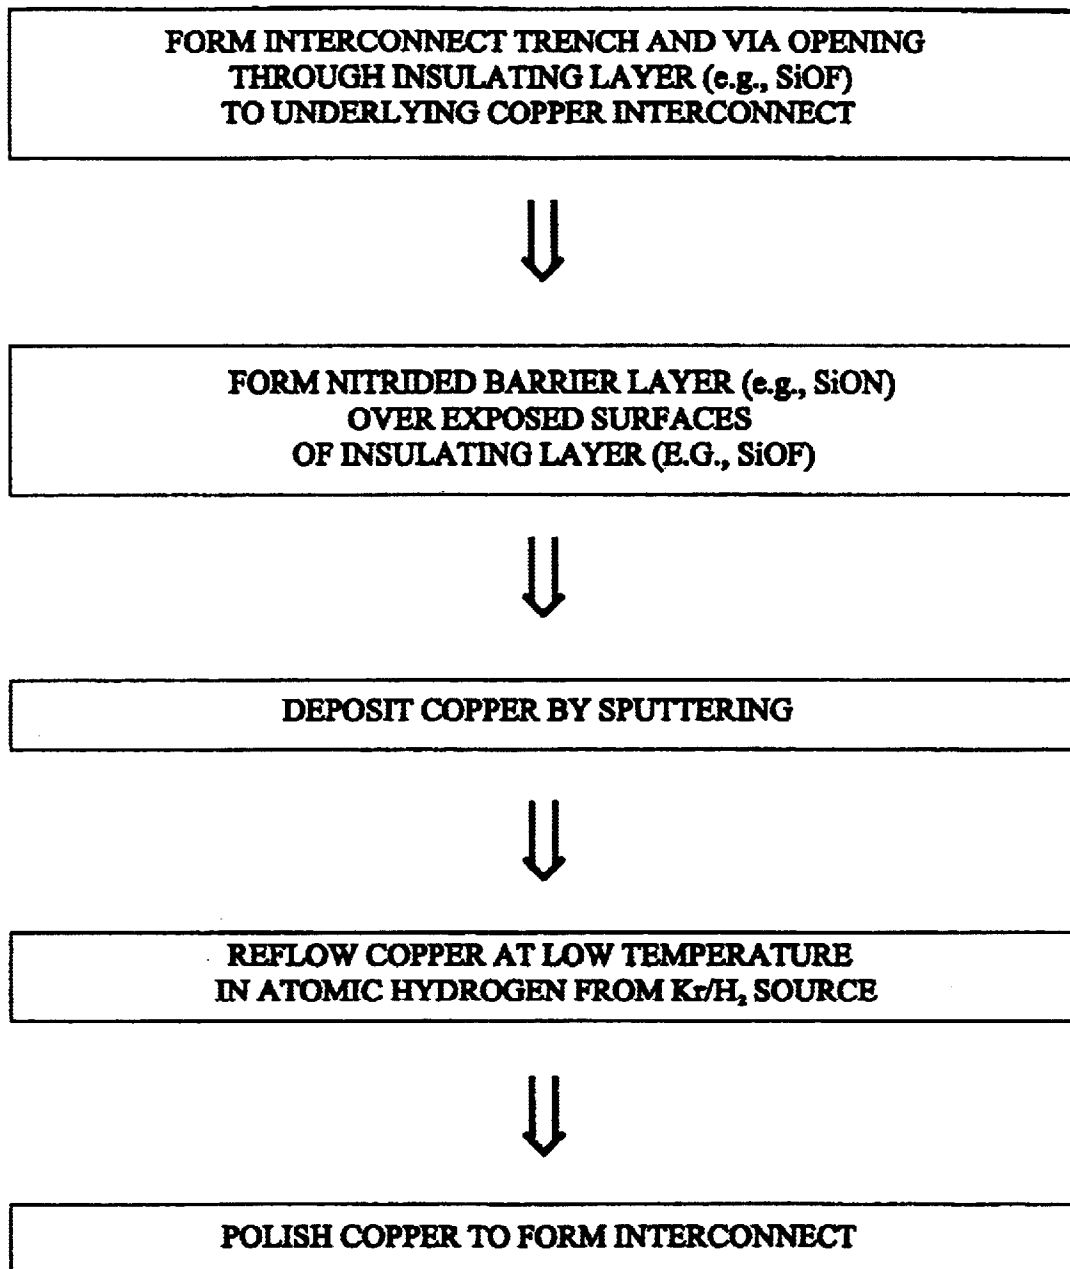 FORM INTERCONNECT TRENCH AND VIA OPENING
THROUGH INSULATING LAYER (e.g., SiOF)
TO UNDERLYING COPPER INTERCONNECT
FORM NITRIDED BARRIER LAYER (e.g., SiON)
OVER EXPOSED SURFACES
OF INSULATING LAYER (E.G., SiOF)
DEPOSIT COPPER BY SPUTTERING
REFLOW COPPER AT LOW TEMPERATURE
IN ATOMIC HYDROGEN FROM Kr/H₂ SOURCE
POLISH COPPER TO FORM INTERCONNECT